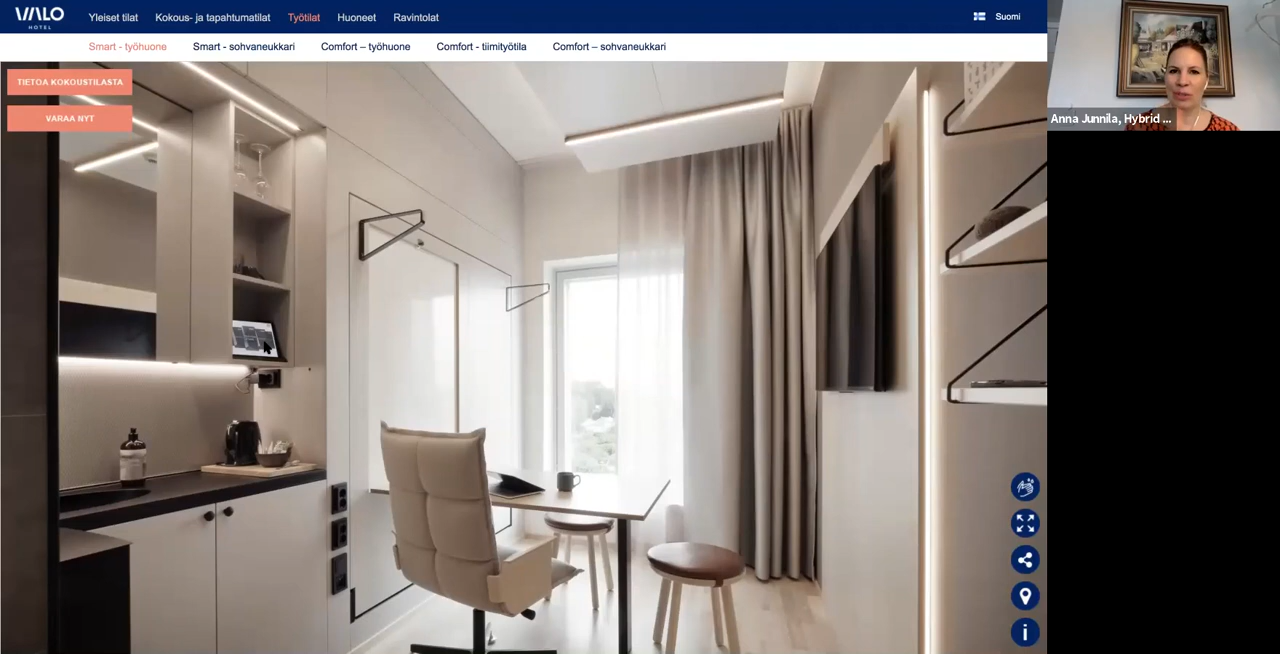 VALO
HOTEL
Yleiset tilat
Kokous- ja tapahtumatilat
Työtilat
Huoneet
Ravintolat
Suomi
Smart - työhuone
Smart - sohvaneukkari
Comfort – työhuone
Comfort - tiimityötila
Comfort – sohvaneukkari
TIETOA KOKOUSTILASTA
VARAA NYT
Anna Junnila, Hybrid ...
i